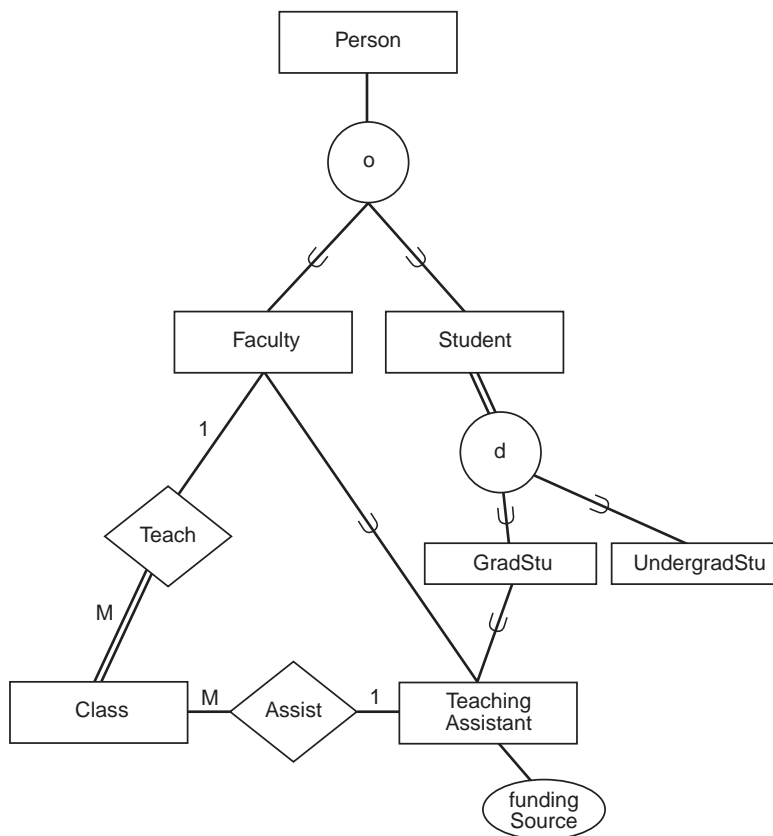 Person
o
Faculty
Student
1
d
Teach
GradStu
UndergradStu
M
Class
M
Assist
1
Teaching
Assistant
funding
Source